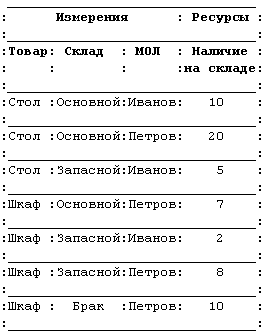 Измерения : Ресурсы :
:Товар: Склад : МОЛ : Наличие :
: : : :на складе:
:Стол :Основной:Иванов: 10 :
:Стол :Основной:Петров: 20 :
:Стол :Запасной:Иванов: 5 :
:Шкаф :Основной:Петров: 7 :
:Шкаф :Запасной:Иванов: 2 :
:Шкаф :Запасной:Петров: 8 :
:Шкаф : Брак :Петров: 10 :